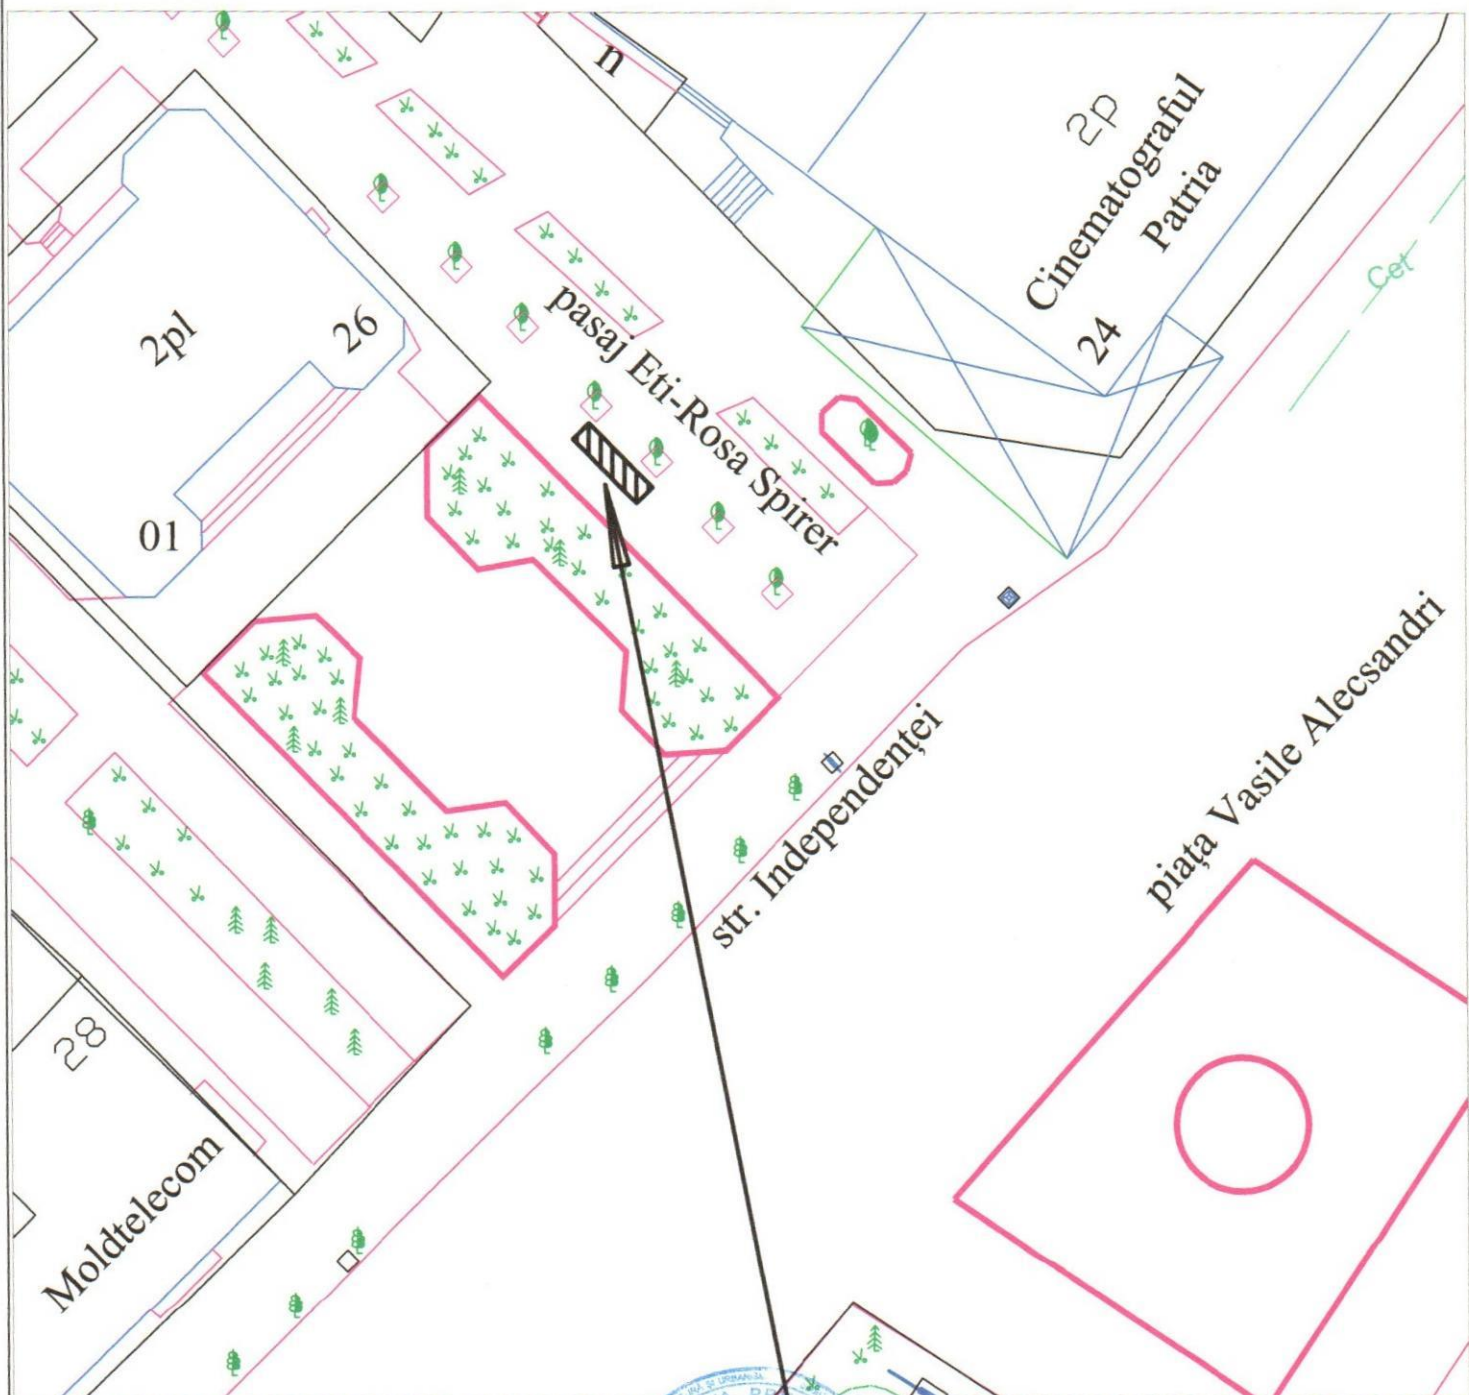 n
2p
Cinematograful
Patria
24
Cet
2pl
26
01
pasaj Eti-Rosa Spirer
str. Independenței
piața Vasile Alecsandri
28
Moldtelecom